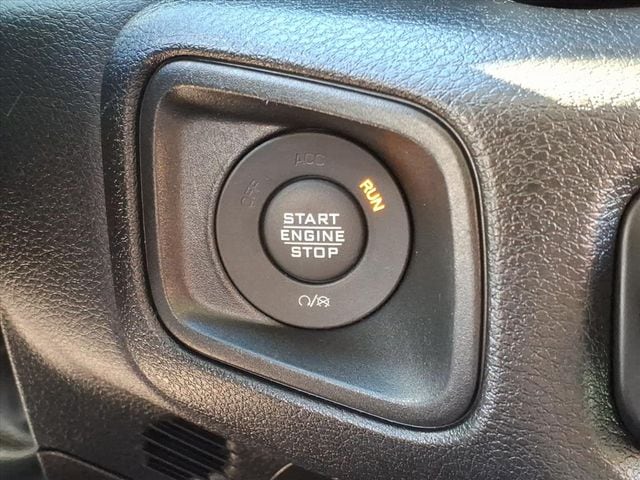 OFF
ACC
RUN
START
ENGINE
STOP